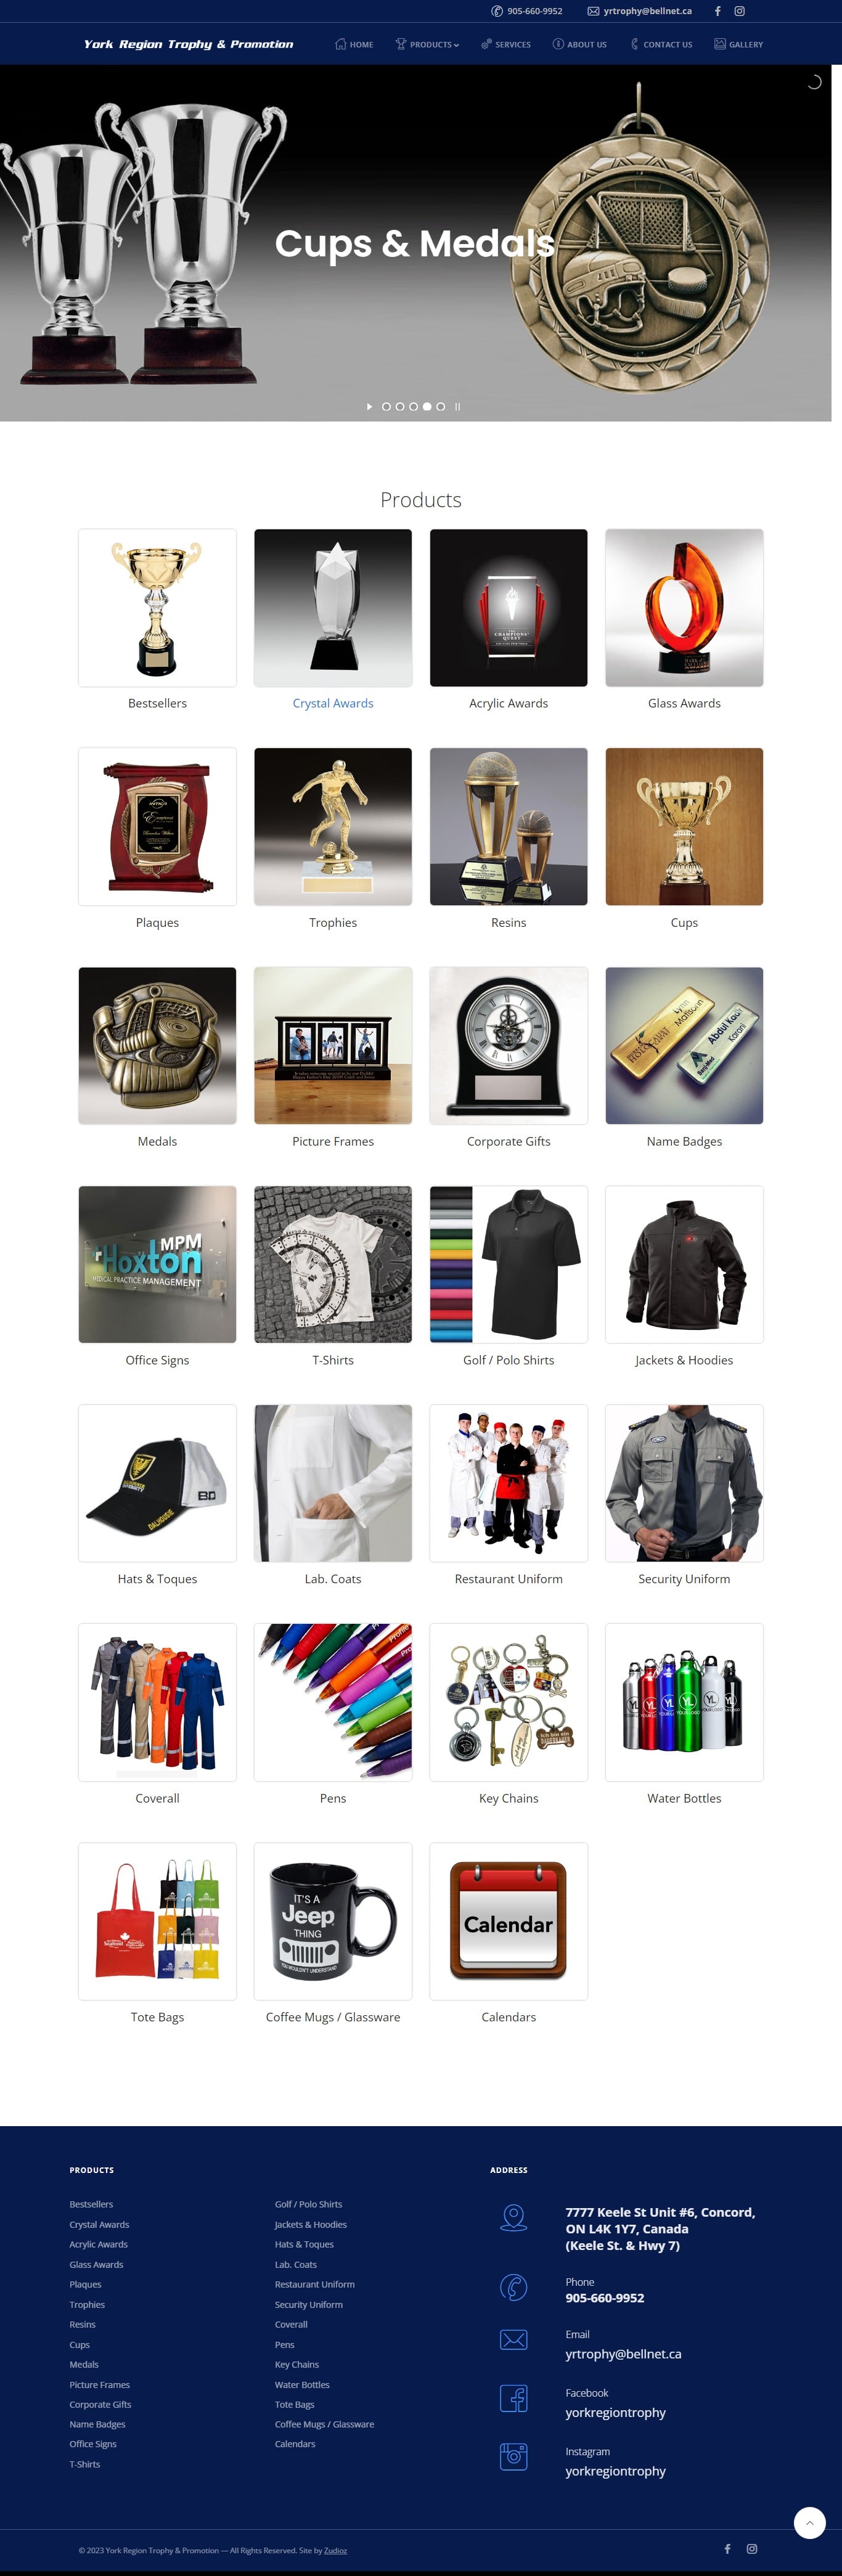 905-660-9952 yrtrophy@bellnet.ca
York Region Trophy & Promotion HOME PRODUCTS SERVICES ABOUT US CONTACT US GALLERY
Cups & Medals
Products
Bestsellers Crystal Awards Acrylic Awards Glass Awards
Plaques Trophies Resins Cups
Medals Picture Frames Corporate Gifts Name Badges
MPM
Hoxton
MEDICAL PRACTICE MANAGEMENT
Office Signs T-Shirts Golf / Polo Shirts Jackets & Hoodies
DALHOUSIE
Hats & Toques Lab. Coats Restaurant Uniform Security Uniform
Coverall Pens Key Chains Water Bottles
IT'S A
Jeep
THING
YOU WOULDN'T UNDERSTAND
Calendar
Tote Bags Coffee Mugs / Glassware Calendars
PRODUCTS
Bestsellers
Crystal Awards
Acrylic Awards
Glass Awards
Plaques
Trophies
Resins
Cups
Medals
Picture Frames
Corporate Gifts
Name Badges
Office Signs
T-Shirts
Golf / Polo Shirts
Jackets & Hoodies
Hats & Toques
Lab. Coats
Restaurant Uniform
Security Uniform
Coverall
Pens
Key Chains
Water Bottles
Tote Bags
Coffee Mugs / Glassware
Calendars
ADDRESS
7777 Keele St Unit #6, Concord,
ON L4K 1Y7, Canada
(Keele St. & Hwy 7)
Phone
905-660-9952
Email
yrtrophy@bellnet.ca
Facebook
yorkregiontrophy
Instagram
yorkregiontrophy
© 2023 York Region Trophy & Promotion — All Rights Reserved. Site by Zudioz